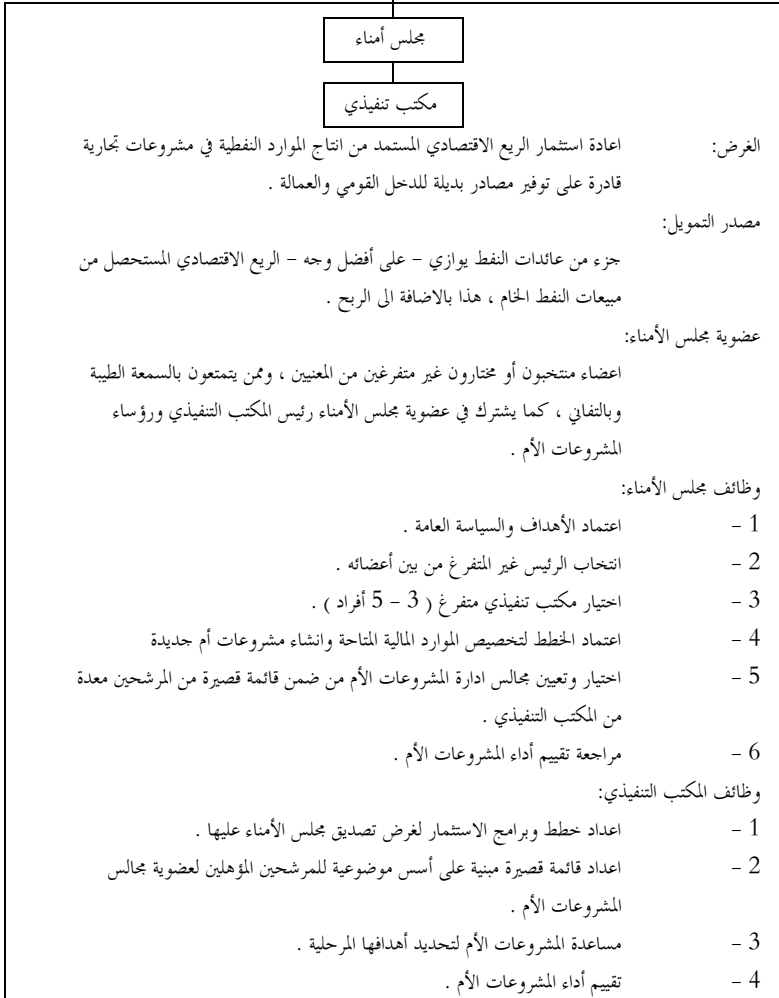 مجلس أمناء
مكتب تنفيذي
الغرض: اعادة استثمار الريع الاقتصادي المستمد من انتاج الموارد النفطية في مشروعات تجارية
قادرة على توفير مصادر بديلة للدخل القومي والعمالة .
مصدر التمويل:
جزء من عائدات النفط يوازي – على أفضل وجه – الريع الاقتصادي المستحصل من
مبيعات النفط الخام ، هذا بالاضافة الى الربح .
عضوية مجلس الأمناء:
اعضاء منتخبون أو مختارون غير متفرغين من المعنيين ، وممن يتمتعون بالسمعة الطيبة
وبالتفاني ، كما يشترك في عضوية مجلس الأمناء رئيس المكتب التنفيذي ورؤساء
المشروعات الأم .
وظائف مجلس الأمناء:
1 – اعتماد الأهداف والسياسة العامة .
2 – انتخاب الرئيس غير المتفرغ من بين أعضائه .
3 – اختيار مكتب تنفيذي متفرغ ( 3 – 5 أفراد ) .
4 – اعتماد الخطط لتخصيص الموارد المالية المتاحة وانشاء مشروعات أم جديدة
5 – اختيار وتعيين مجالس ادارة المشروعات الأم من ضمن قائمة قصيرة من المرشحين معدة
من المكتب التنفيذي .
6 – مراجعة تقييم أداء المشروعات الأم .
وظائف المكتب التنفيذي:
1 – اعداد خطط وبرامج الاستثمار لغرض تصديق مجلس الأمناء عليها .
2 – اعداد قائمة قصيرة مبنية على أسس موضوعية للمرشحين المؤهلين لعضوية مجالس
المشروعات الأم .
3 – مساعدة المشروعات الأم لتحديد أهدافها المرحلية .
4 – تقييم أداء المشروعات الأم .